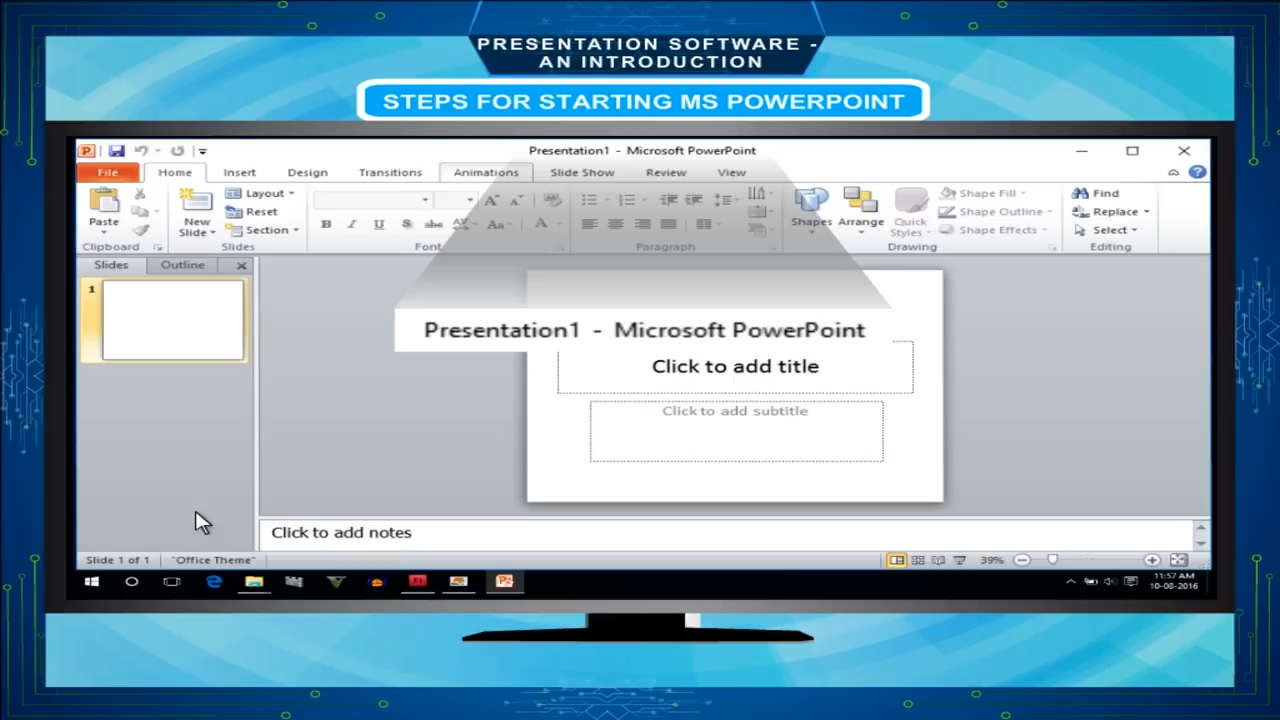 PRESENTATION SOFTWARE -
AN INTRODUCTION
STEPS FOR STARTING MS POWERPOINT
Presentation1 - Microsoft PowerPoint
File Home Insert Design Transitions Animations Slide Show Review View
Paste
New
Slide
Layout
Reset
Section
B I U S abc AV Aa A
Shapes Arrange Quick
Styles
Shape Fill
Shape Outline
Shape Effects
Find
Replace
Select
Clipboard Slides Font Paragraph Drawing Editing
Slides Outline
1
Presentation1 - Microsoft PowerPoint
Click to add title
Click to add subtitle
Click to add notes
Slide 1 of 1 "Office Theme" 39%
11:57 AM
10-08-2016